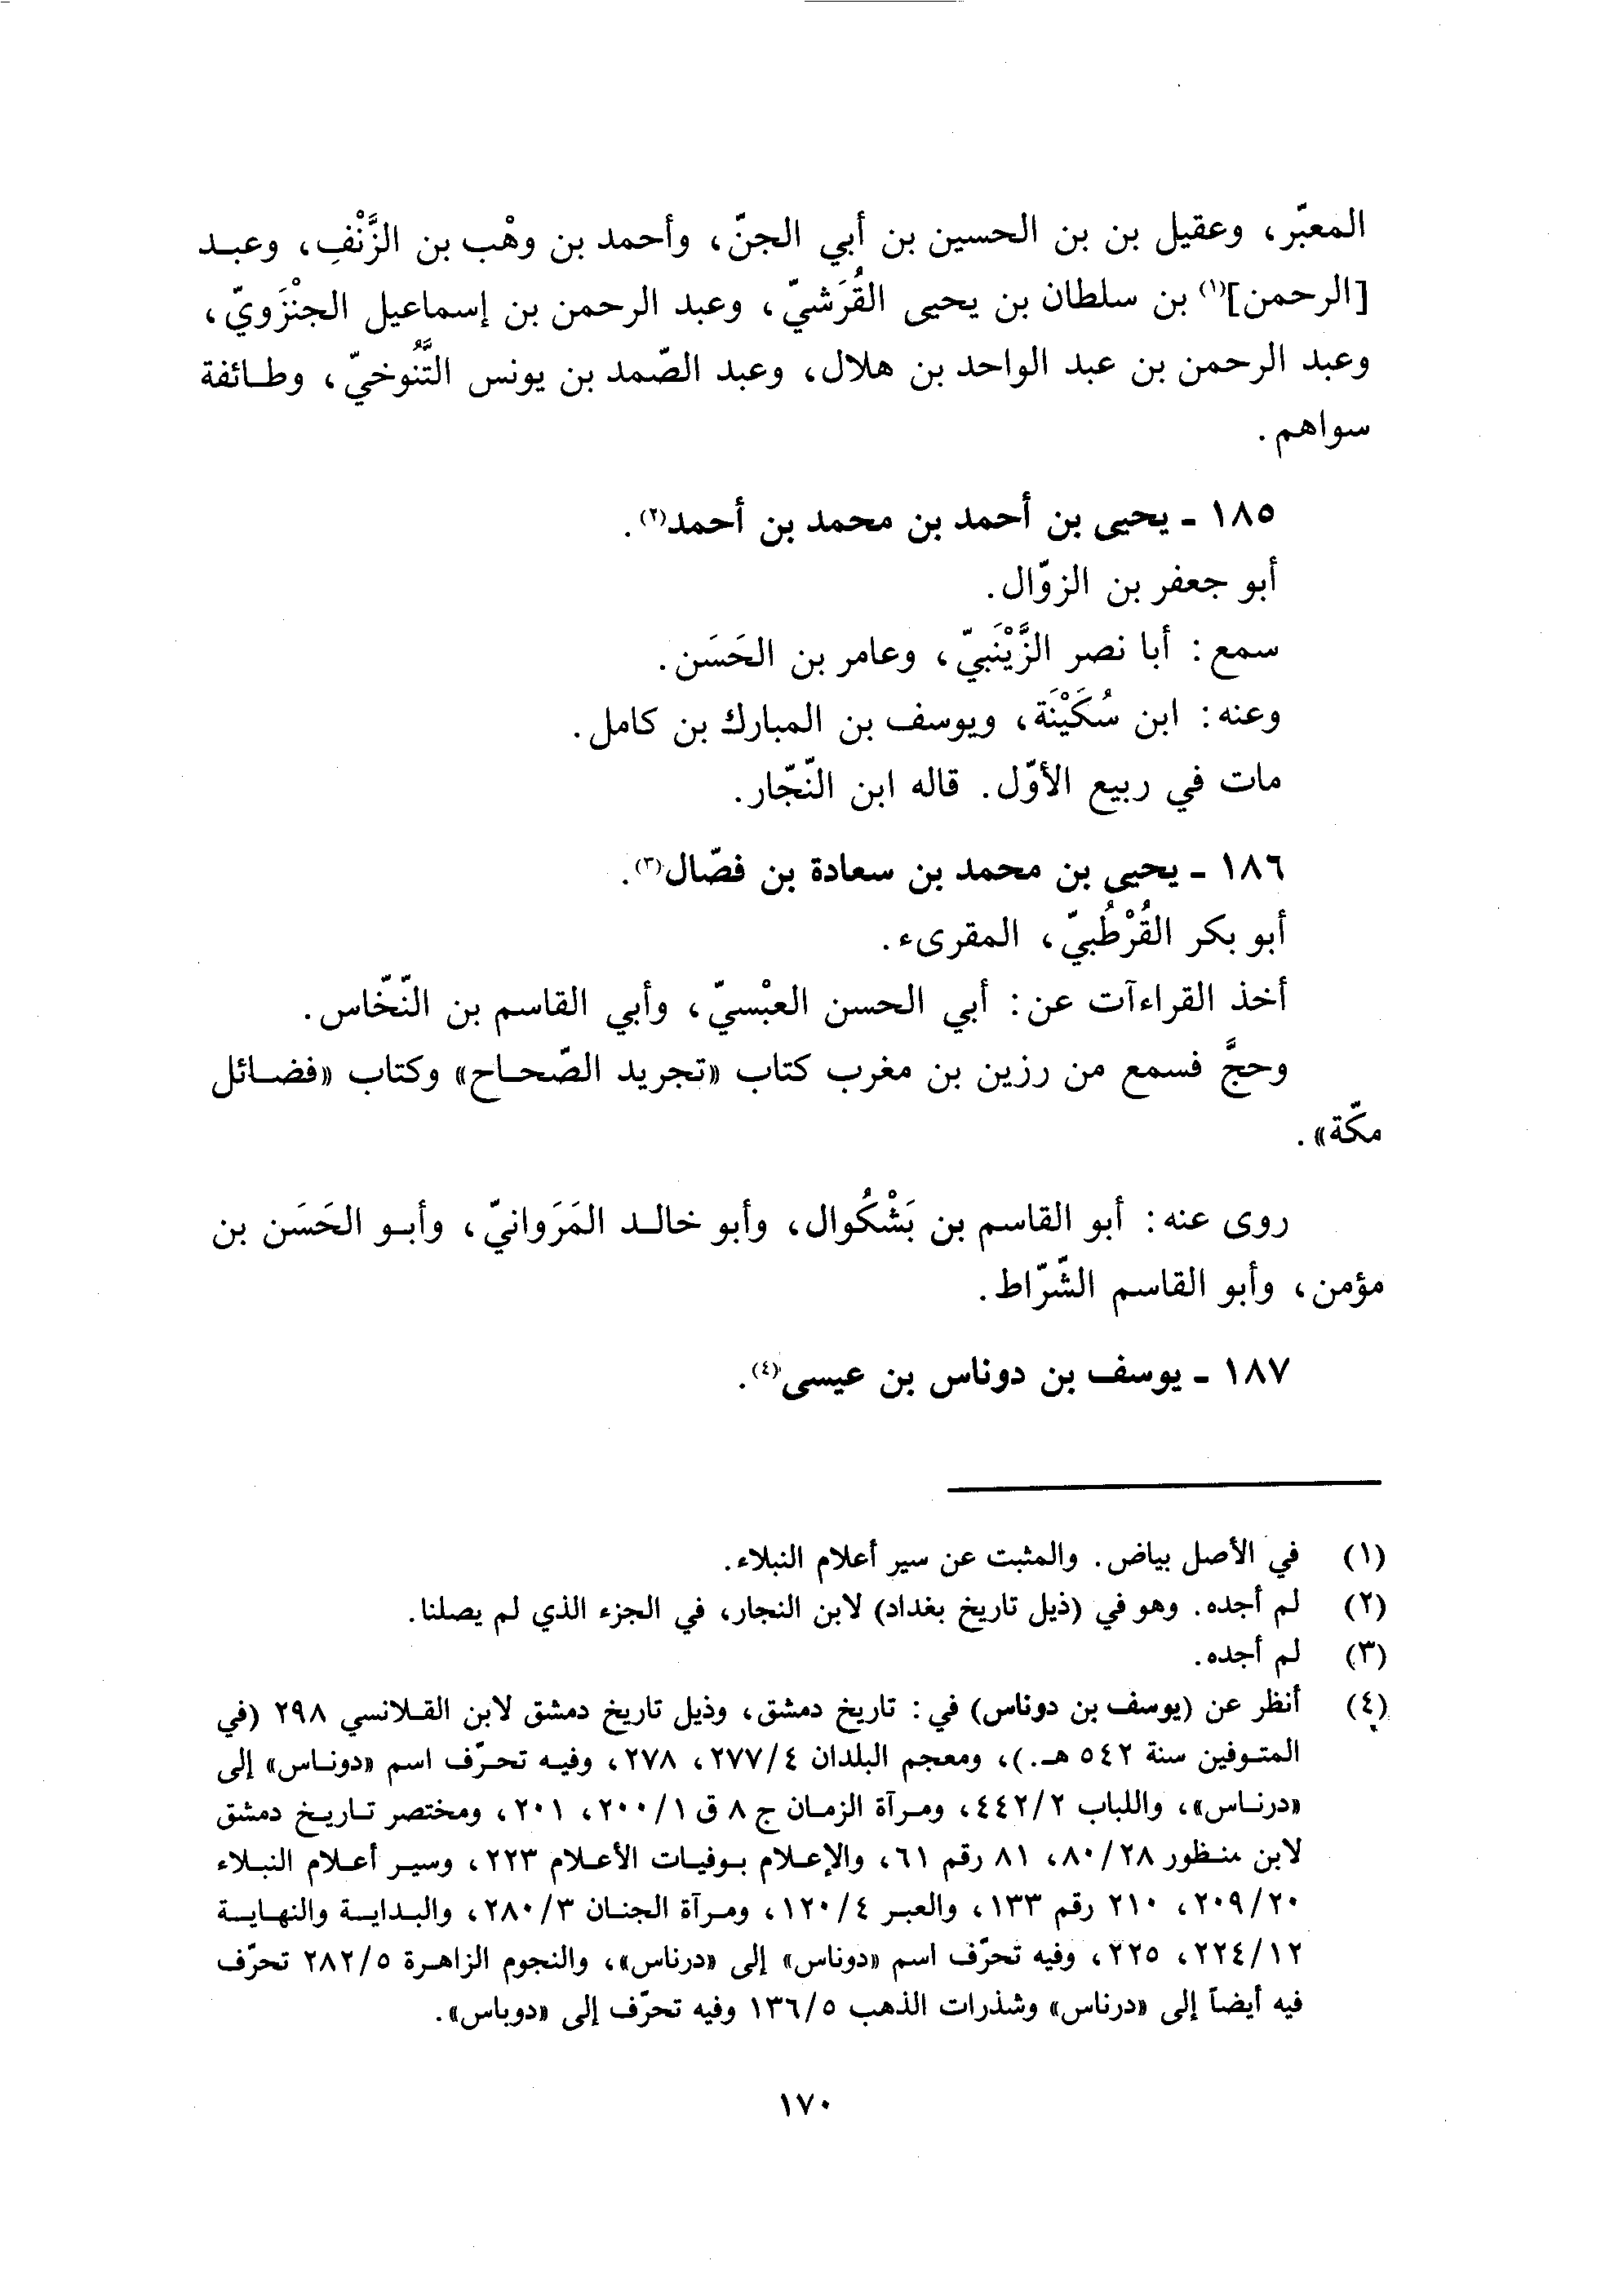 المعبّر، وعقيل بن بن الحسين بن أبي الجنّ، وأحمد بن وهْب بن الزَّنْفِ، وعبد
[الرحمن]⁽¹⁾ بن سلطان بن يحيى القُرَشيّ، وعبد الرحمن بن إسماعيل الجنْزَويّ،
وعبد الرحمن بن عبد الواحد بن هلال، وعبد الصّمد بن يونس التَّنُوخيّ، وطائفة
سواهم.
١٨٥ - يحيى بن أحمد بن محمد بن أحمد(٢).
أبو جعفر بن الزوّال.
سمع: أبا نصر الزَّيْنَبيّ، وعامر بن الحَسَن.
وعنه: ابن سُكَيْنَة، ويوسف بن المبارك بن كامل.
مات في ربيع الأوّل. قاله ابن النّجّار.
١٨٦ - يحيى بن محمد بن سعادة بن فصّال(٣).
أبو بكر القُرْطُبيّ، المقرىء.
أخذ القراءآت عن: أبي الحسن العبْسيّ، وأبي القاسم بن النّخّاس.
وحجَّ فسمع من رزين بن مغرب كتاب «تجريد الصّحاح» وكتاب «فضائل
مكّة».
روى عنه: أبو القاسم بن بَشْكُوال، وأبو خالد المَرَوانيّ، وأبو الحَسَن بن
مؤمن، وأبو القاسم الشّرّاط.
١٨٧ - يوسف بن دوناس بن عيسى(٤).
(١) في الأصل بياض. والمثبت عن سير أعلام النبلاء.
(٢) لم أجده. وهو في (ذيل تاريخ بغداد) لابن النجار، في الجزء الذي لم يصلنا.
(٣) لم أجده.
(٤) أنظر عن (يوسف بن دوناس) في: تاريخ دمشق، وذيل تاريخ دمشق لابن القلانسي ٢٩٨ (في
المتوفين سنة ٥٤٢ هـ.)، ومعجم البلدان ٢٧٧/٤، ٢٧٨، وفيه تحرّف اسم «دوناس» إلى
«درناس»، واللباب ٤٤٢/٢، ومرآة الزمان ج ٨ ق ٢٠٠/١، ٢٠١، ومختصر تاريخ دمشق
لابن منظور ٨٠/٢٨، ٨١ رقم ٦١، والإعلام بوفيات الأعلام ٢٢٣، وسير أعلام النبلاء
٢٠٩/٢٠، ٢١٠ رقم ١٣٣، والعبر ١٢٠/٤، ومرآة الجنان ٢٨٠/٣، والبداية والنهاية
٢٢٤/١٢، ٢٢٥، وفيه تحرّف اسم «دوناس» إلى «درناس»، والنجوم الزاهرة ٢٨٢/٥ تحرّف
فيه أيضاً إلى «درناس» وشذرات الذهب ١٣٦/٥ وفيه تحرّف إلى «دوباس».
١٧٠